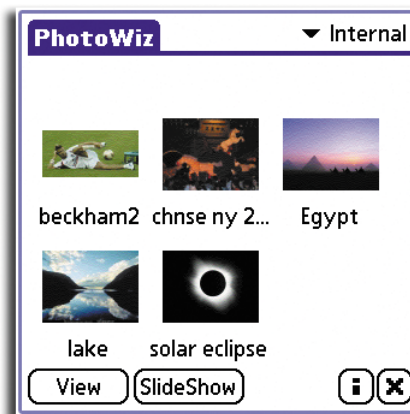 PhotoWiz
Internal
beckham2 chnse ny 2... Egypt
lake solar eclipse
View SlideShow i x